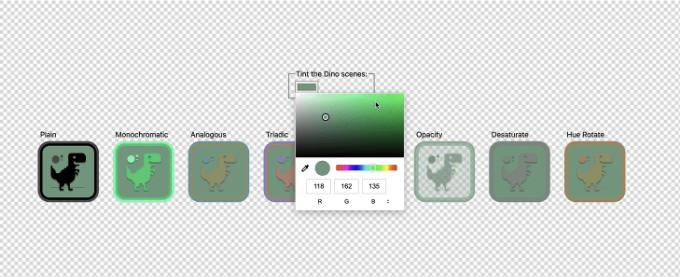 Tint the Dino scenes:
Plain
Monochromatic
Analogous
Triadic
Opacity
Desaturate
Hue Rotate
118
162
135
R
G
B